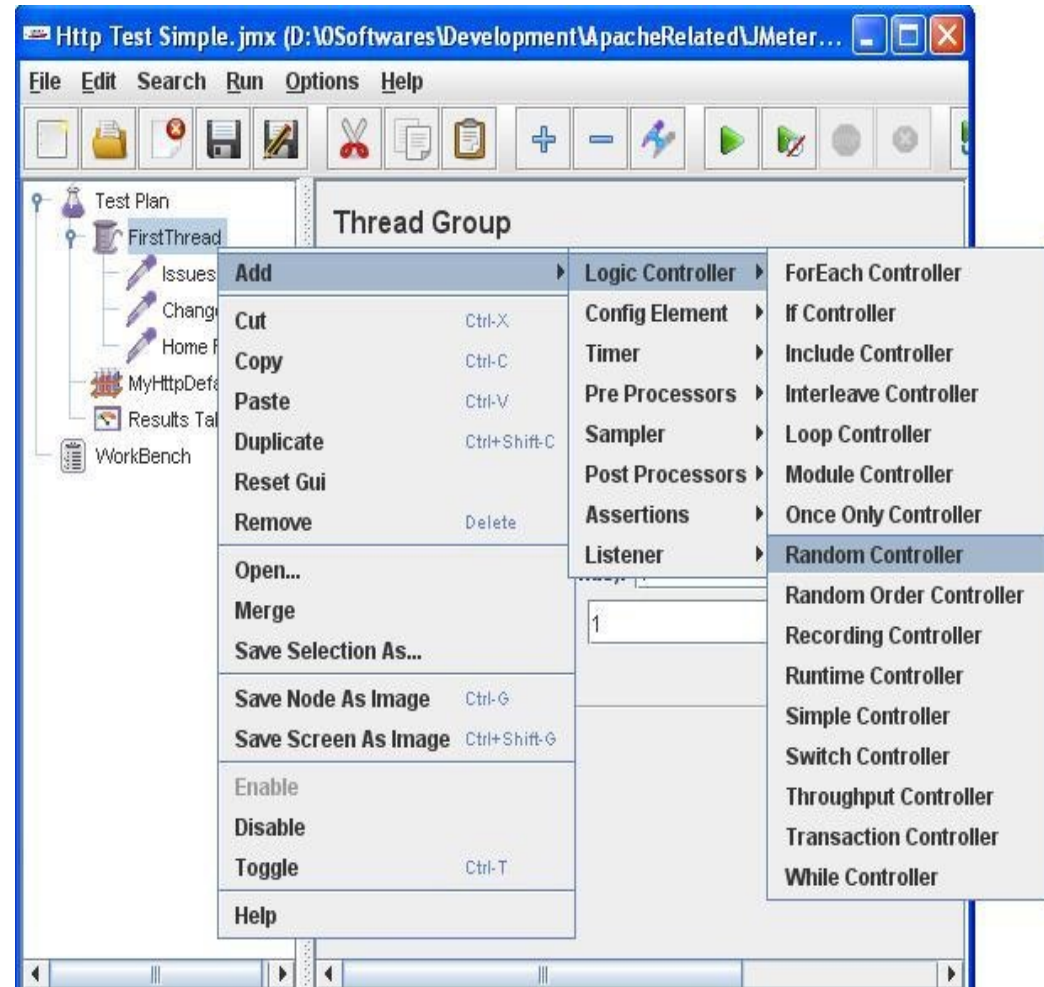 Http Test Simple.jmx (D:\0Softwares\Development\ApacheRelated\JMeter...
File Edit Search Run Options Help
Test Plan
FirstThread
Issues
Home
MyHttpDefa
Results Ta
WorkBench
Thread Group
1
Add
Cut Ctrl-X
Copy Ctrl-C
Paste Ctrl-V
Duplicate Ctrl+Shift-C
Reset Gui
Remove Delete
Open...
Merge
Save Selection As...
Save Node As Image Ctrl-G
Save Screen As Image Ctrl+Shift-G
Enable
Disable
Toggle Ctrl-T
Help
Logic Controller
Config Element
Timer
Pre Processors
Sampler
Post Processors
Assertions
Listener
ForEach Controller
If Controller
Include Controller
Interleave Controller
Loop Controller
Module Controller
Once Only Controller
Random Controller
Random Order Controller
Recording Controller
Runtime Controller
Simple Controller
Switch Controller
Throughput Controller
Transaction Controller
While Controller